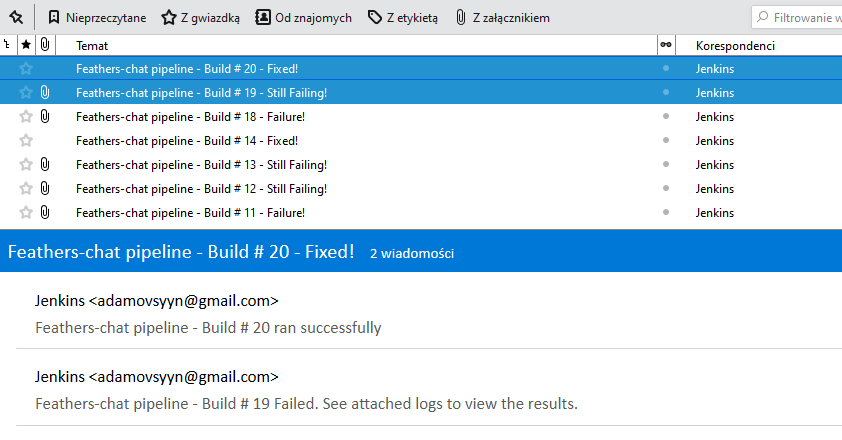 Nieprzeczytane Z gwiazdką Od znajomych Z etykietą Z załącznikiem Filtrowanie w
Temat Korespondenci
Feathers-chat pipeline - Build # 20 - Fixed! Jenkins
Feathers-chat pipeline - Build # 19 - Still Failing! Jenkins
Feathers-chat pipeline - Build # 18 - Failure! Jenkins
Feathers-chat pipeline - Build # 14 - Fixed! Jenkins
Feathers-chat pipeline - Build # 13 - Still Failing! Jenkins
Feathers-chat pipeline - Build # 12 - Still Failing! Jenkins
Feathers-chat pipeline - Build # 11 - Failure! Jenkins
Feathers-chat pipeline - Build # 20 - Fixed! 2 wiadomości
Jenkins <adamovsyyn@gmail.com>
Feathers-chat pipeline - Build # 20 ran successfully
Jenkins <adamovsyyn@gmail.com>
Feathers-chat pipeline - Build # 19 Failed. See attached logs to view the results.